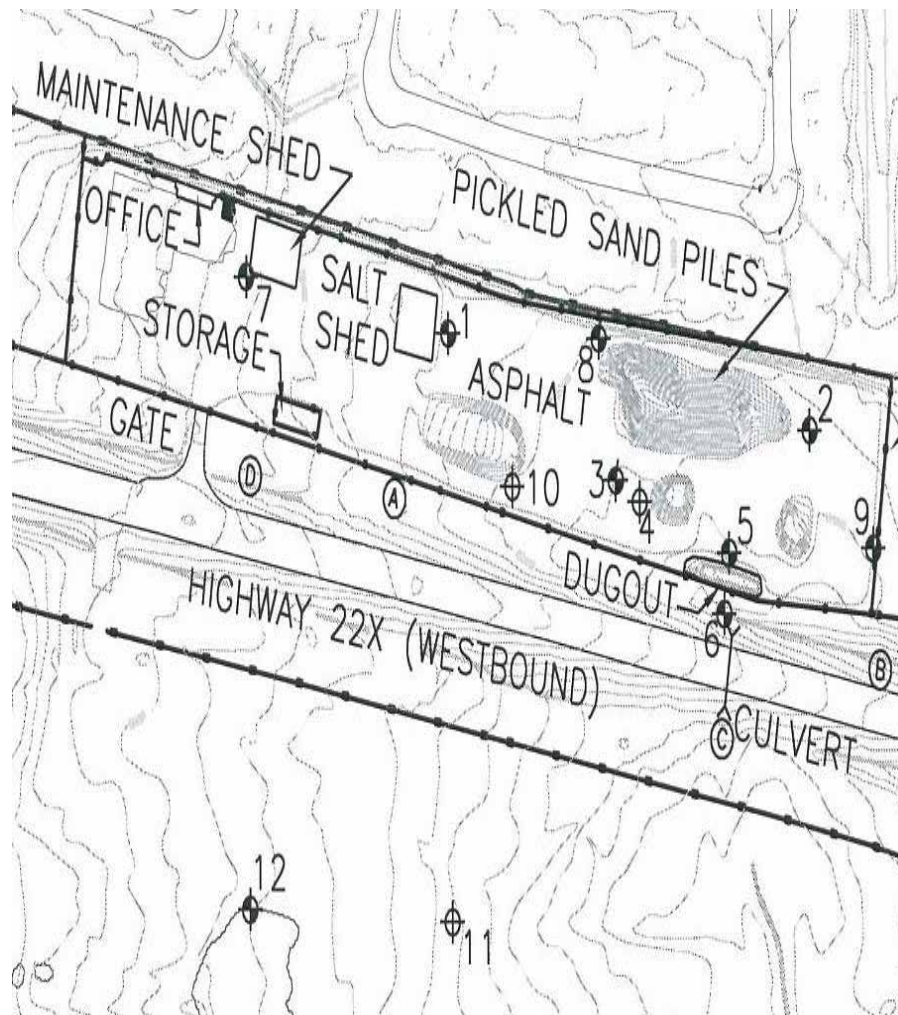 MAINTENANCE SHED
PICKLED SAND PILES
OFFICE
7
SALT
SHED
1
STORAGE
8
ASPHALT
2
GATE
D
A
10
3
4
5
9
DUGOUT
6
B
HIGHWAY 22X (WESTBOUND)
C
CULVERT
12
11